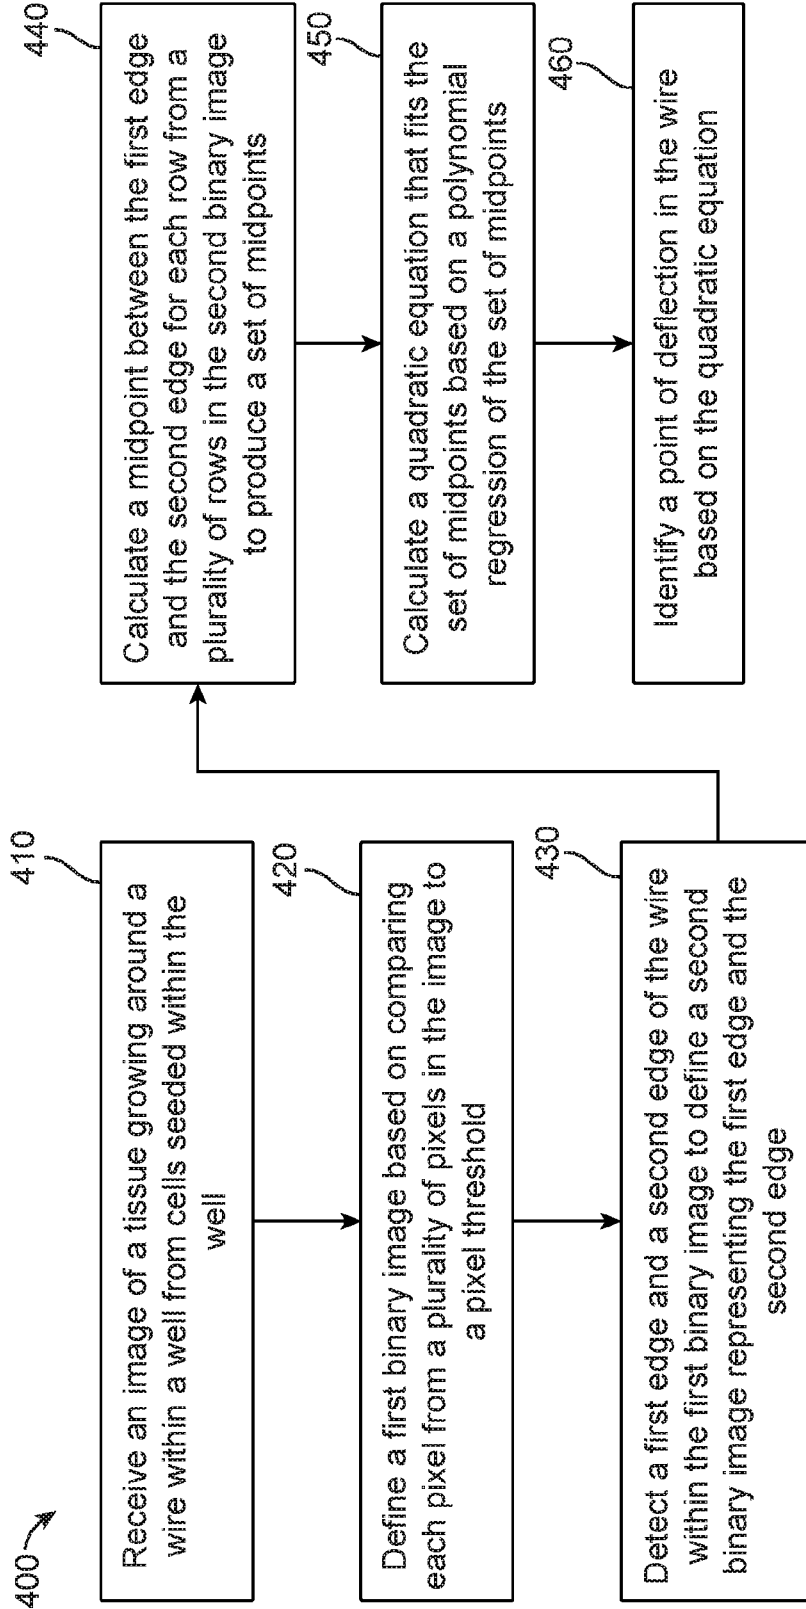 400
410
Receive an image of a tissue growing around a
wire within a well from cells seeded within the
well
420
Define a first binary image based on comparing
each pixel from a plurality of pixels in the image to
a pixel threshold
430
Detect a first edge and a second edge of the wire
within the first binary image to define a second
binary image representing the first edge and the
second edge
440
Calculate a midpoint between the first edge
and the second edge for each row from a
plurality of rows in the second binary image
to produce a set of midpoints
450
Calculate a quadratic equation that fits the
set of midpoints based on a polynomial
regression of the set of midpoints
460
Identify a point of deflection in the wire
based on the quadratic equation